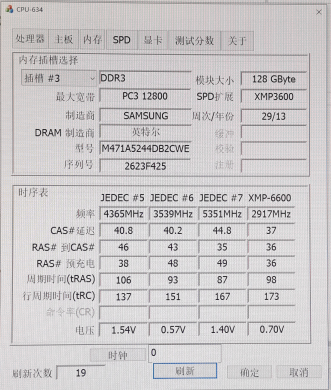 CPU-634
处理器 主板 内存 SPD 显卡 测试分数 关于
内存插槽选择
插槽 #3 DDR3 模块大小 128 GByte
最大宽带 PC3 12800 SPD扩展 XMP3600
制造商 SAMSUNG 周次/年份 29/13
DRAM 制造商 英特尔 缓冲
型号 M471A5244DB2CWE 校验
序列号 2623F425 注册
时序表
JEDEC #5 JEDEC #6 JEDEC #7 XMP-6600
频率 4365MHz 3539MHz 5351MHz 2917MHz
CAS#延迟 40.8 40.2 44.8 37
RAS# 到CAS# 46 43 35 36
RAS# 预充电 38 48 49 36
周期时间(tRAS) 106 93 87 98
行周期时间(tRC) 137 151 167 173
命令率(CR)
电压 1.54V 0.57V 1.40V 0.70V
时钟 0
刷新次数 19 刷新 确定 取消